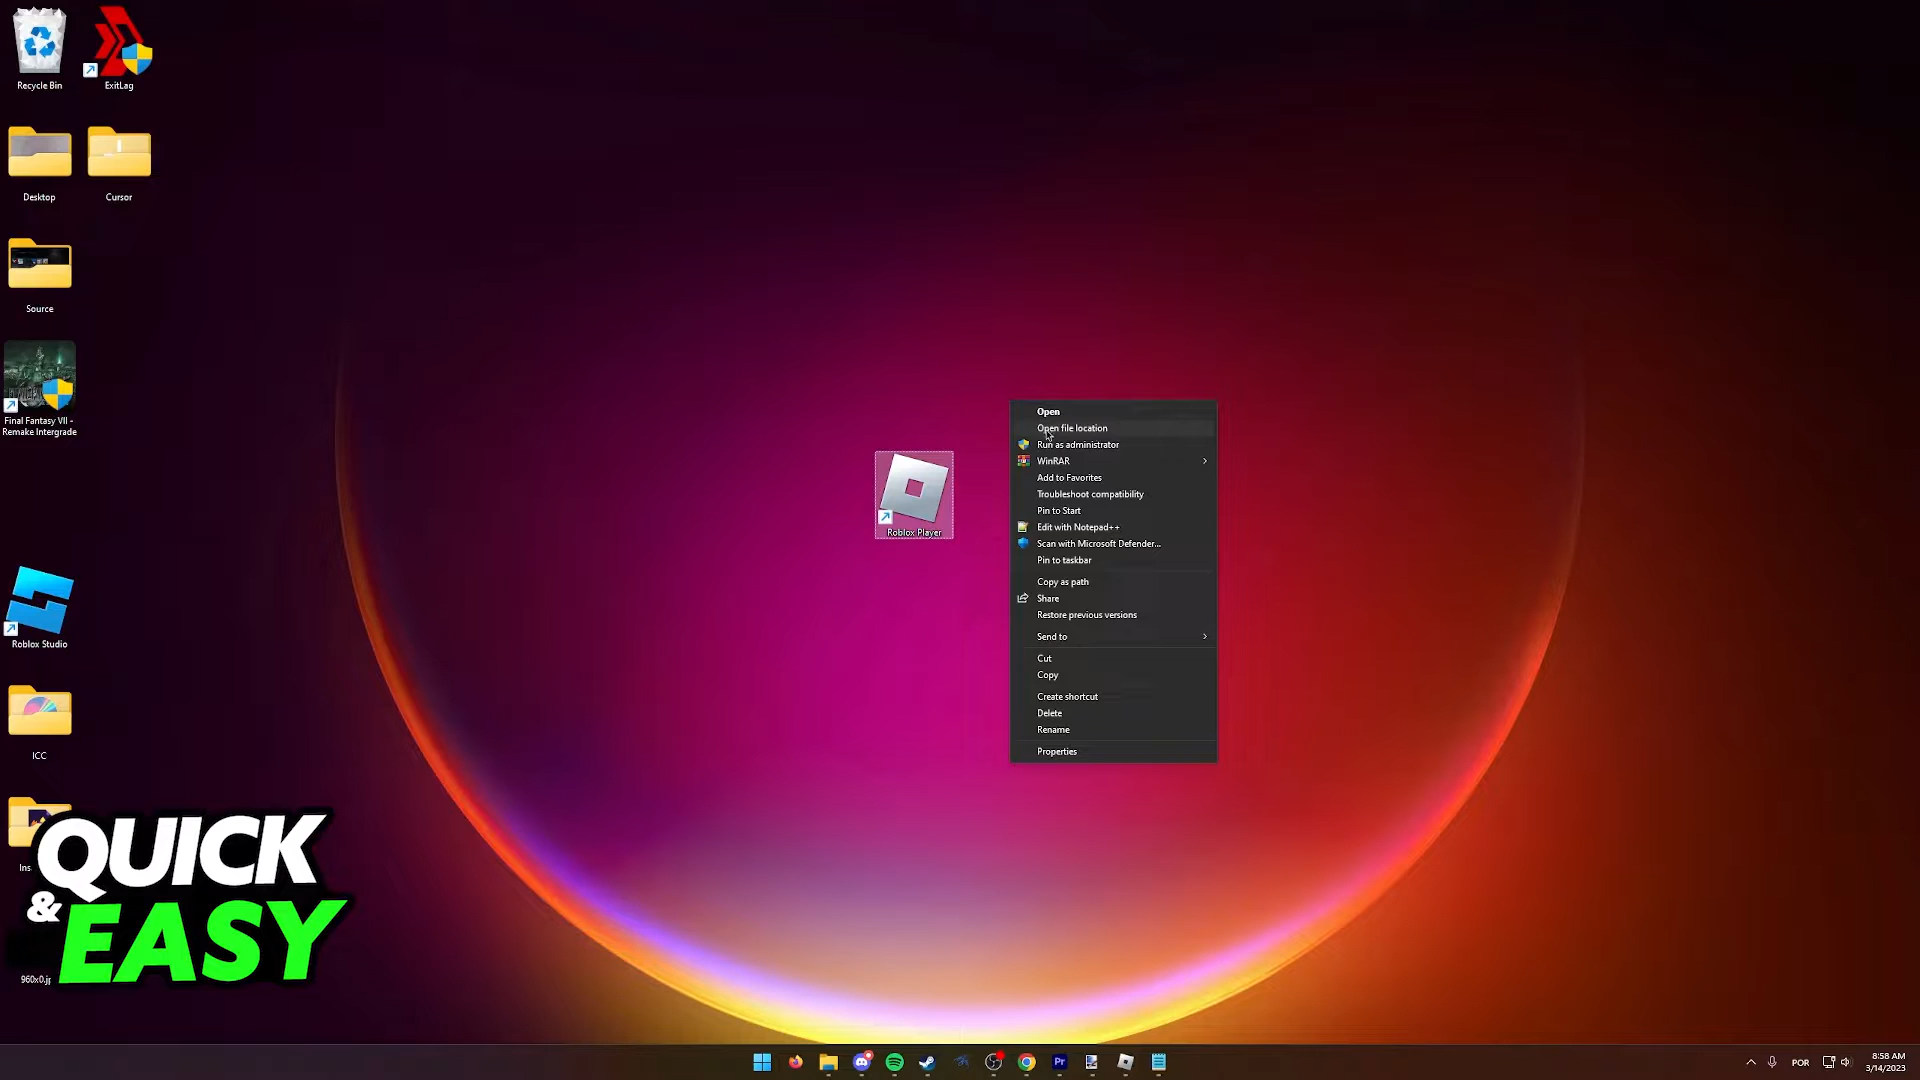 Recycle Bin
ExitLag
Desktop
Cursor
Source
Final Fantasy VII -
Remake Intergrade
Roblox Player
Open
Open file location
Run as administrator
WinRAR
Add to Favorites
Troubleshoot compatibility
Pin to Start
Edit with Notepad++
Scan with Microsoft Defender...
Pin to taskbar
Copy as path
Share
Restore previous versions
Send to
Cut
Copy
Create shortcut
Delete
Rename
Properties
Roblox Studio
ICC
Ins
QUICK
&
EASY
960x0.jp
Pr
POR
8:58 AM
3/14/2023